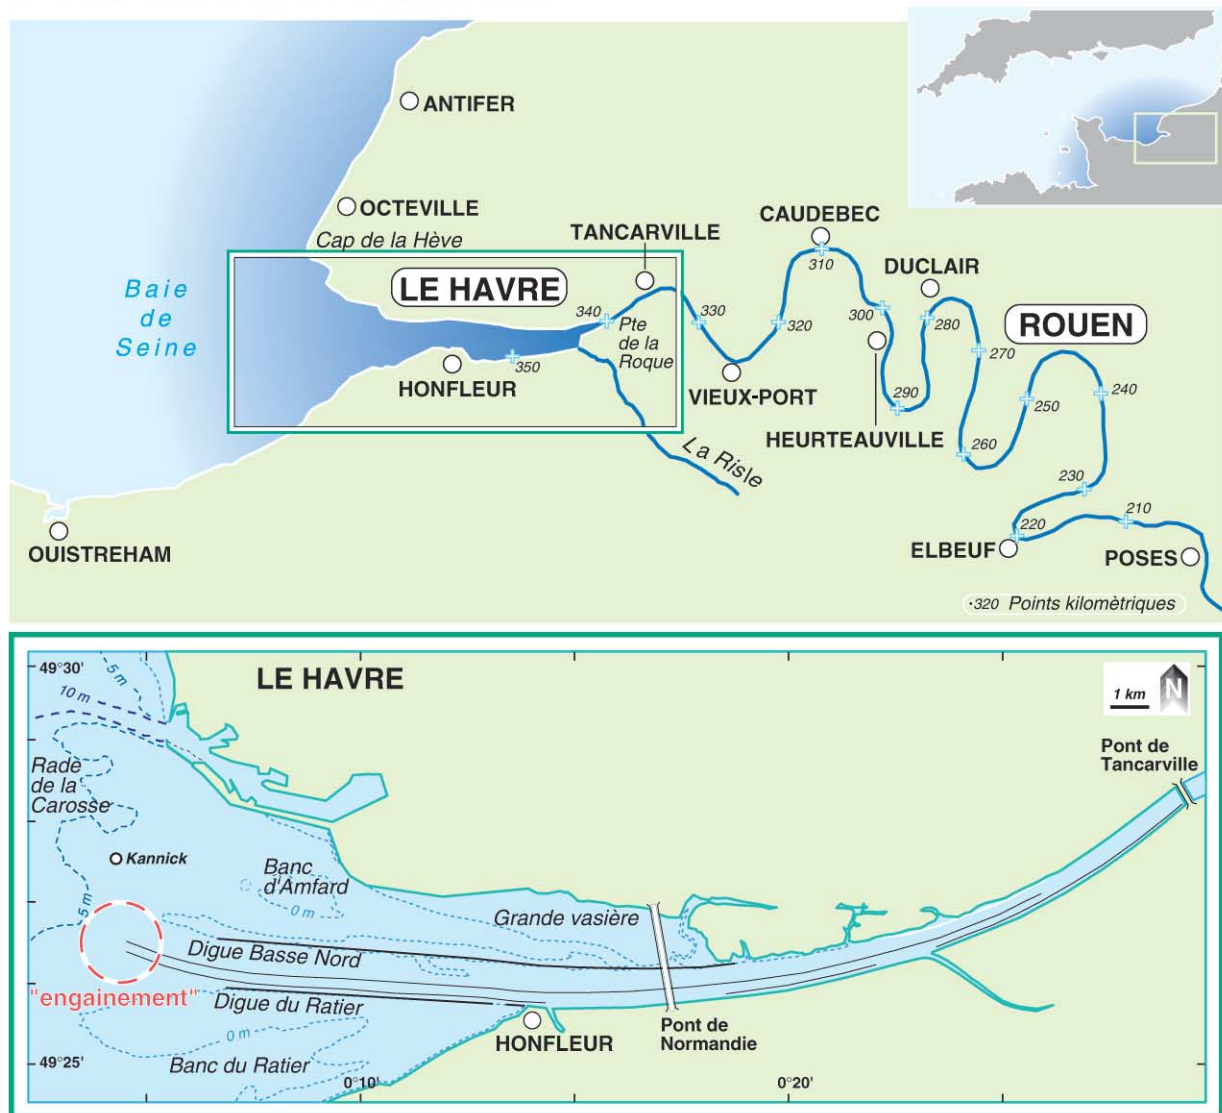 ANTIFER
OCTEVILLE
Cap de la Hève
TANCARVILLE
CAUDEBEC
310
DUCLAIR
Baie
de
Seine
LE HAVRE
340
Pte
de la
Roque
330
320
300
280
ROUEN
270
350
HONFLEUR
VIEUX-PORT
290
250
240
HEURTEAUVILLE
260
La Risle
230
220
210
OUISTREHAM
ELBEUF
POSES
·320 Points kilomètriques
49°30'
5 m
10 m
LE HAVRE
1 km
N
Pont de
Tancarville
Rade
de la
Carosse
Kannick
Banc
d'Amfard
0 m
5 m
Grande vasière
Digue Basse Nord
"engainement"
Digue du Ratier
0 m
HONFLEUR
Pont de
Normandie
49°25'
Banc du Ratier
0°10'
0°20'